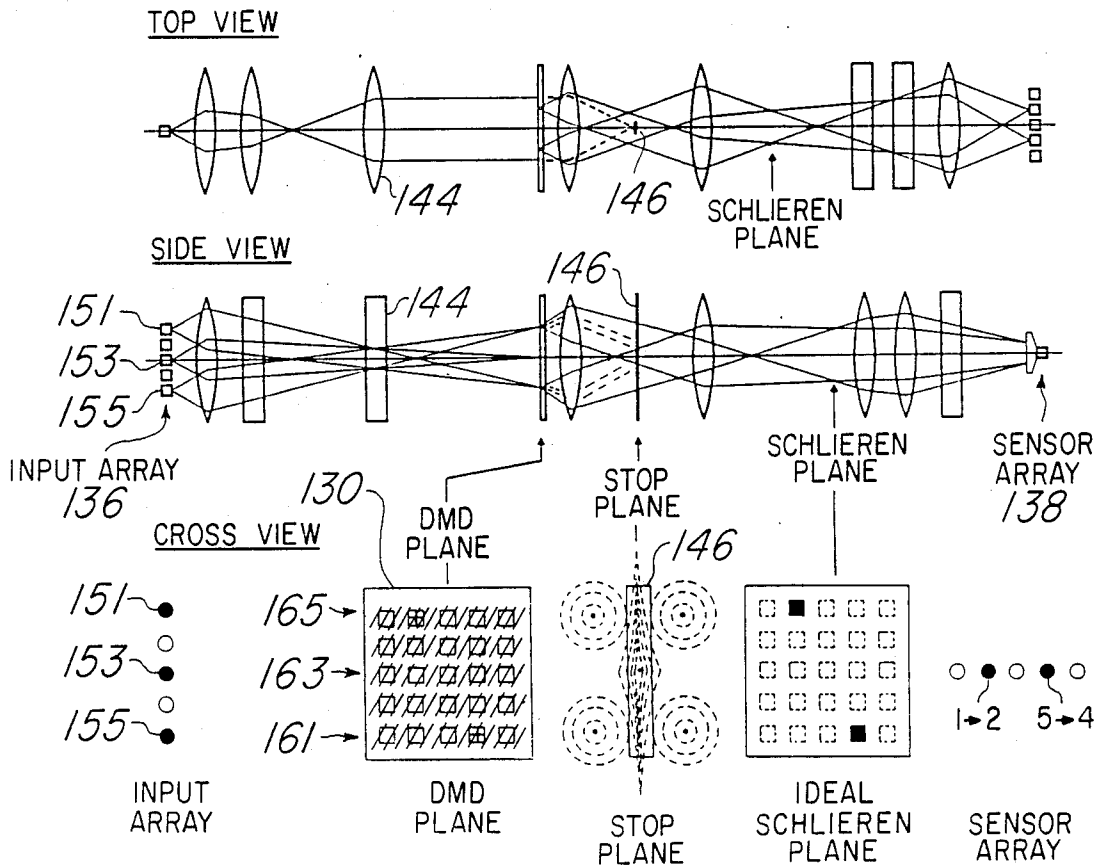 TOP VIEW
144
146
SCHLIEREN
PLANE
SIDE VIEW
151
153
155
144
146
INPUT ARRAY
136
SCHLIEREN
PLANE
SENSOR
ARRAY
138
130
DMD
PLANE
STOP
PLANE
CROSS VIEW
146
151
153
155
165
163
161
1→2
5→4
INPUT
ARRAY
DMD
PLANE
STOP
PLANE
IDEAL
SCHLIEREN
PLANE
SENSOR
ARRAY